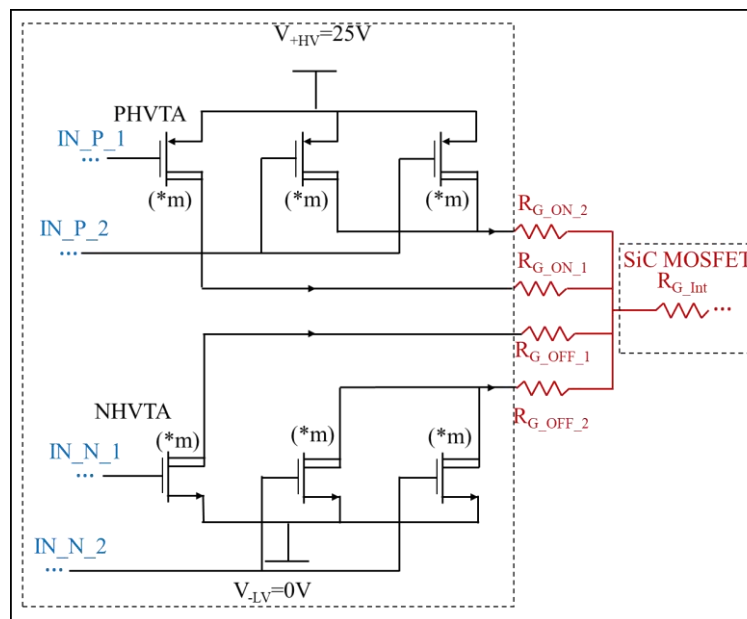 V+HV=25V
PHVTA
IN_P_1
...
(*m)
(*m)
(*m)
IN_P_2
...
RG_ON_2
RG_ON_1
SiC MOSFET
RG_Int
...
RG_OFF_1
RG_OFF_2
NHVTA
(*m)
(*m)
(*m)
IN_N_1
...
IN_N_2
...
V-LV=0V